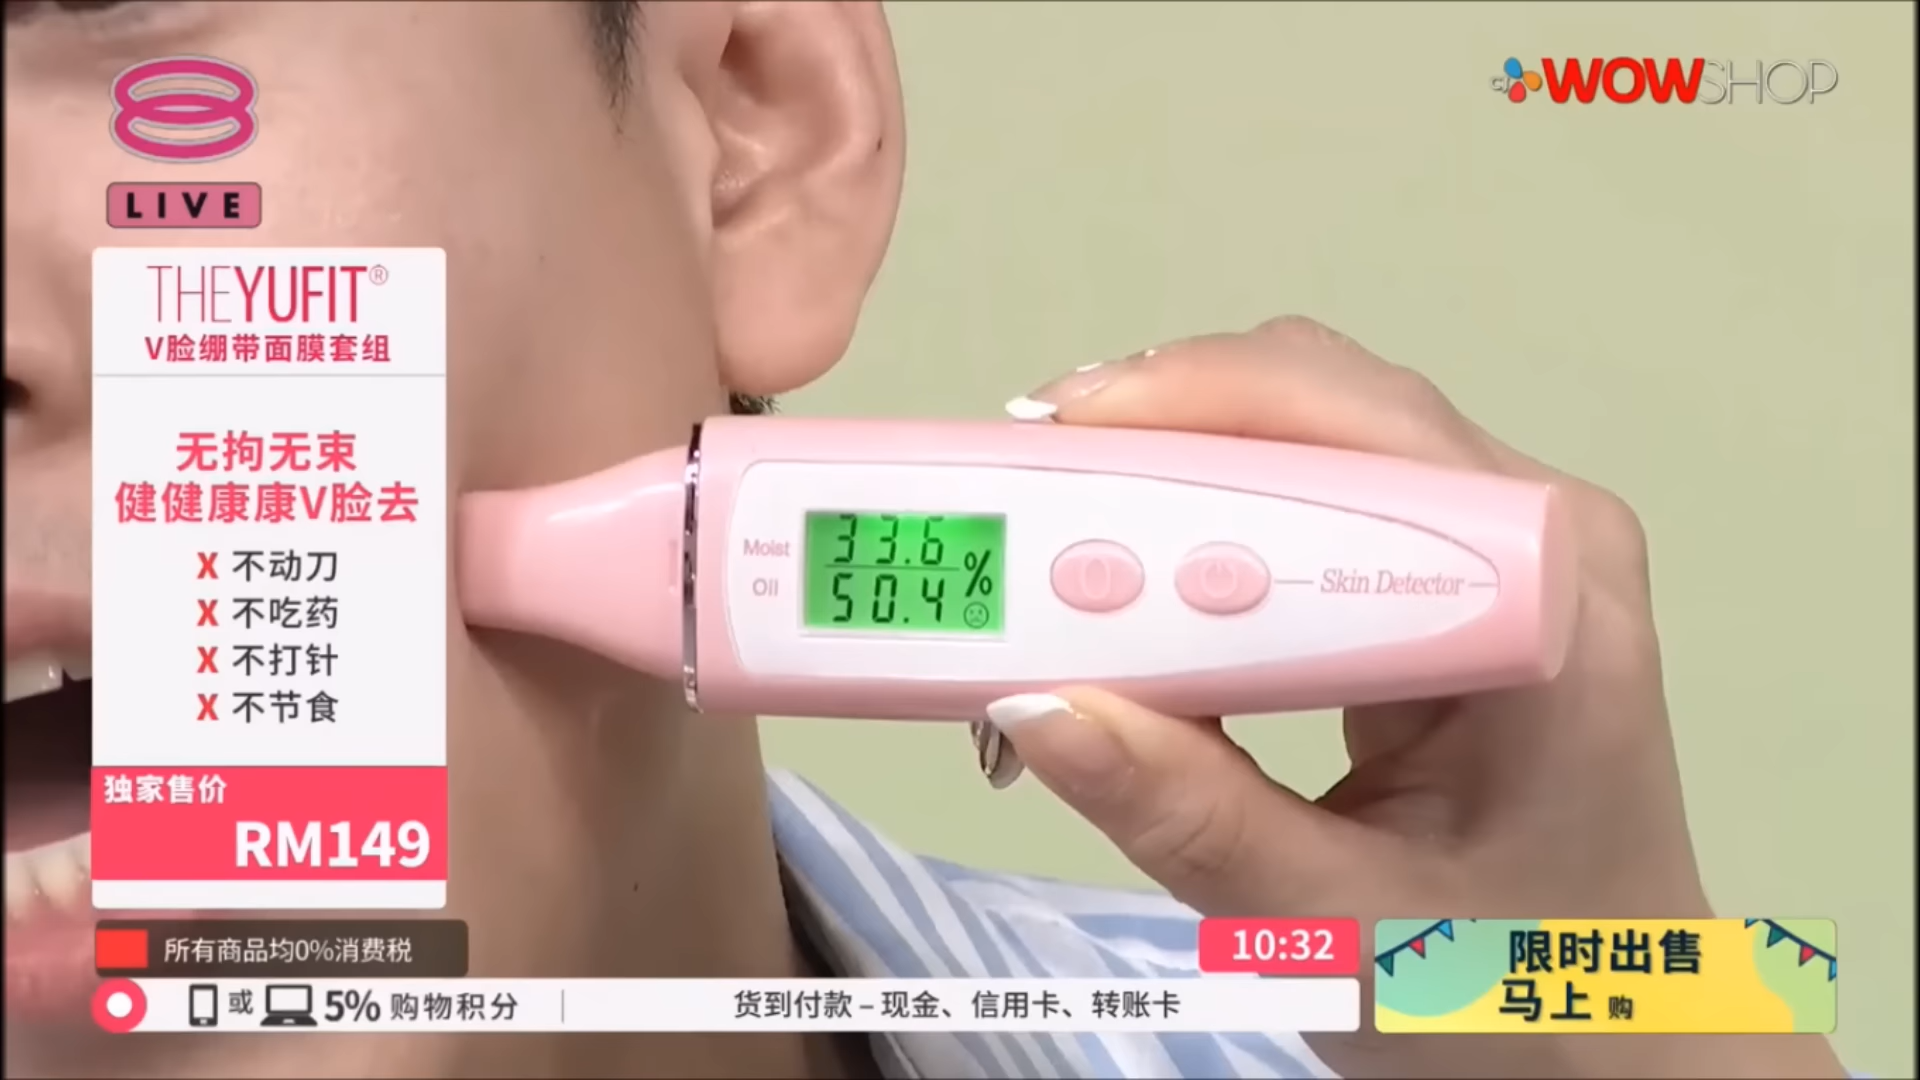 LIVE
CJ WOWSHOP
THEYUFIT®
V脸绷带面膜套组
无拘无束
健健康康V脸去
X 不动刀
X 不吃药
X 不打针
X 不节食
独家售价
RM149
Moist
Oil
33.6
50.4 %
Skin Detector
所有商品均0%消费税
10:32
或 5% 购物积分
货到付款 – 现金、信用卡、转账卡
限时出售
马上 购